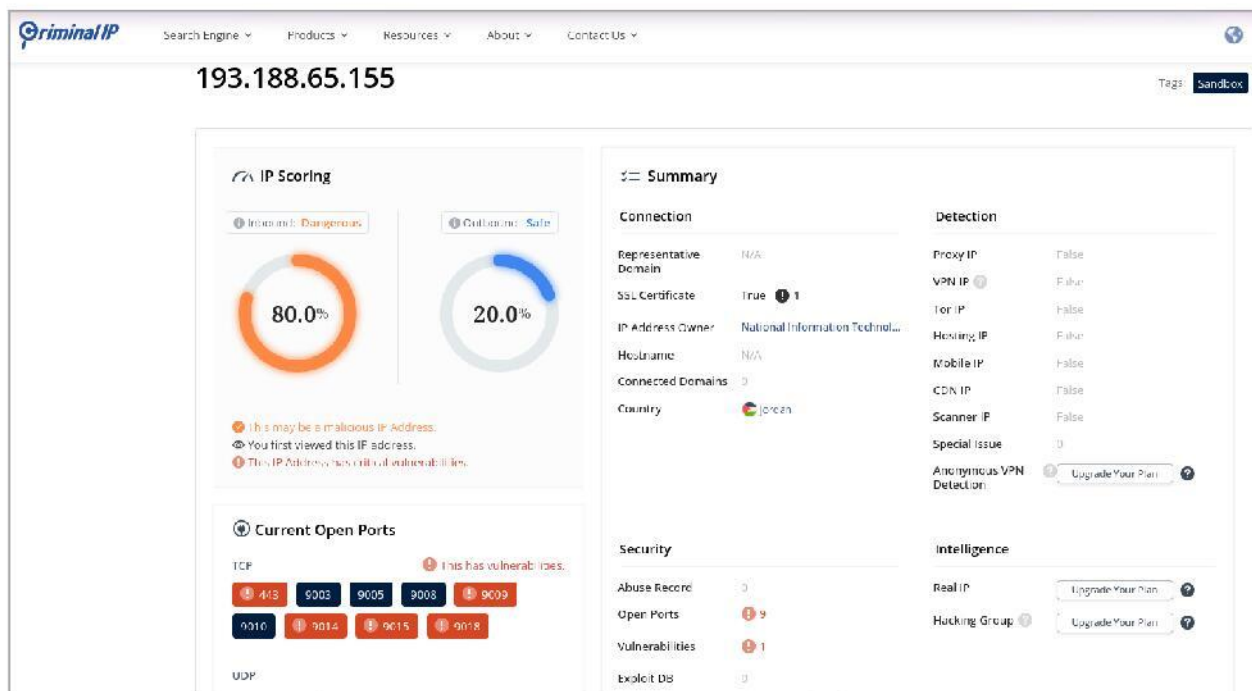 Criminal IP
Search Engine Products Resources About Contact Us
193.188.65.155
Tags Sandbox
IP Scoring
Inbound: Dangerous
Outbound: Safe
80.0%
20.0%
This may be a malicious IP Address.
You first viewed this IP address.
This IP Address has critical vulnerabilities.
Current Open Ports
TCP
This has vulnerabilities.
443 9003 9005 9008 9009
9010 9014 9015 9018
UDP
Summary
Connection
Representative Domain N/A
SSL Certificate True 1
IP Address Owner National Information Technol...
Hostname N/A
Connected Domains 0
Country Jordan
Detection
Proxy IP False
VPN IP False
Tor IP False
Hosting IP False
Mobile IP False
CDN IP False
Scanner IP False
Special Issue 0
Anonymous VPN Detection Upgrade Your Plan
Security
Abuse Record 0
Open Ports 9
Vulnerabilities 1
Exploit DB 0
Intelligence
Real IP Upgrade Your Plan
Hacking Group Upgrade Your Plan